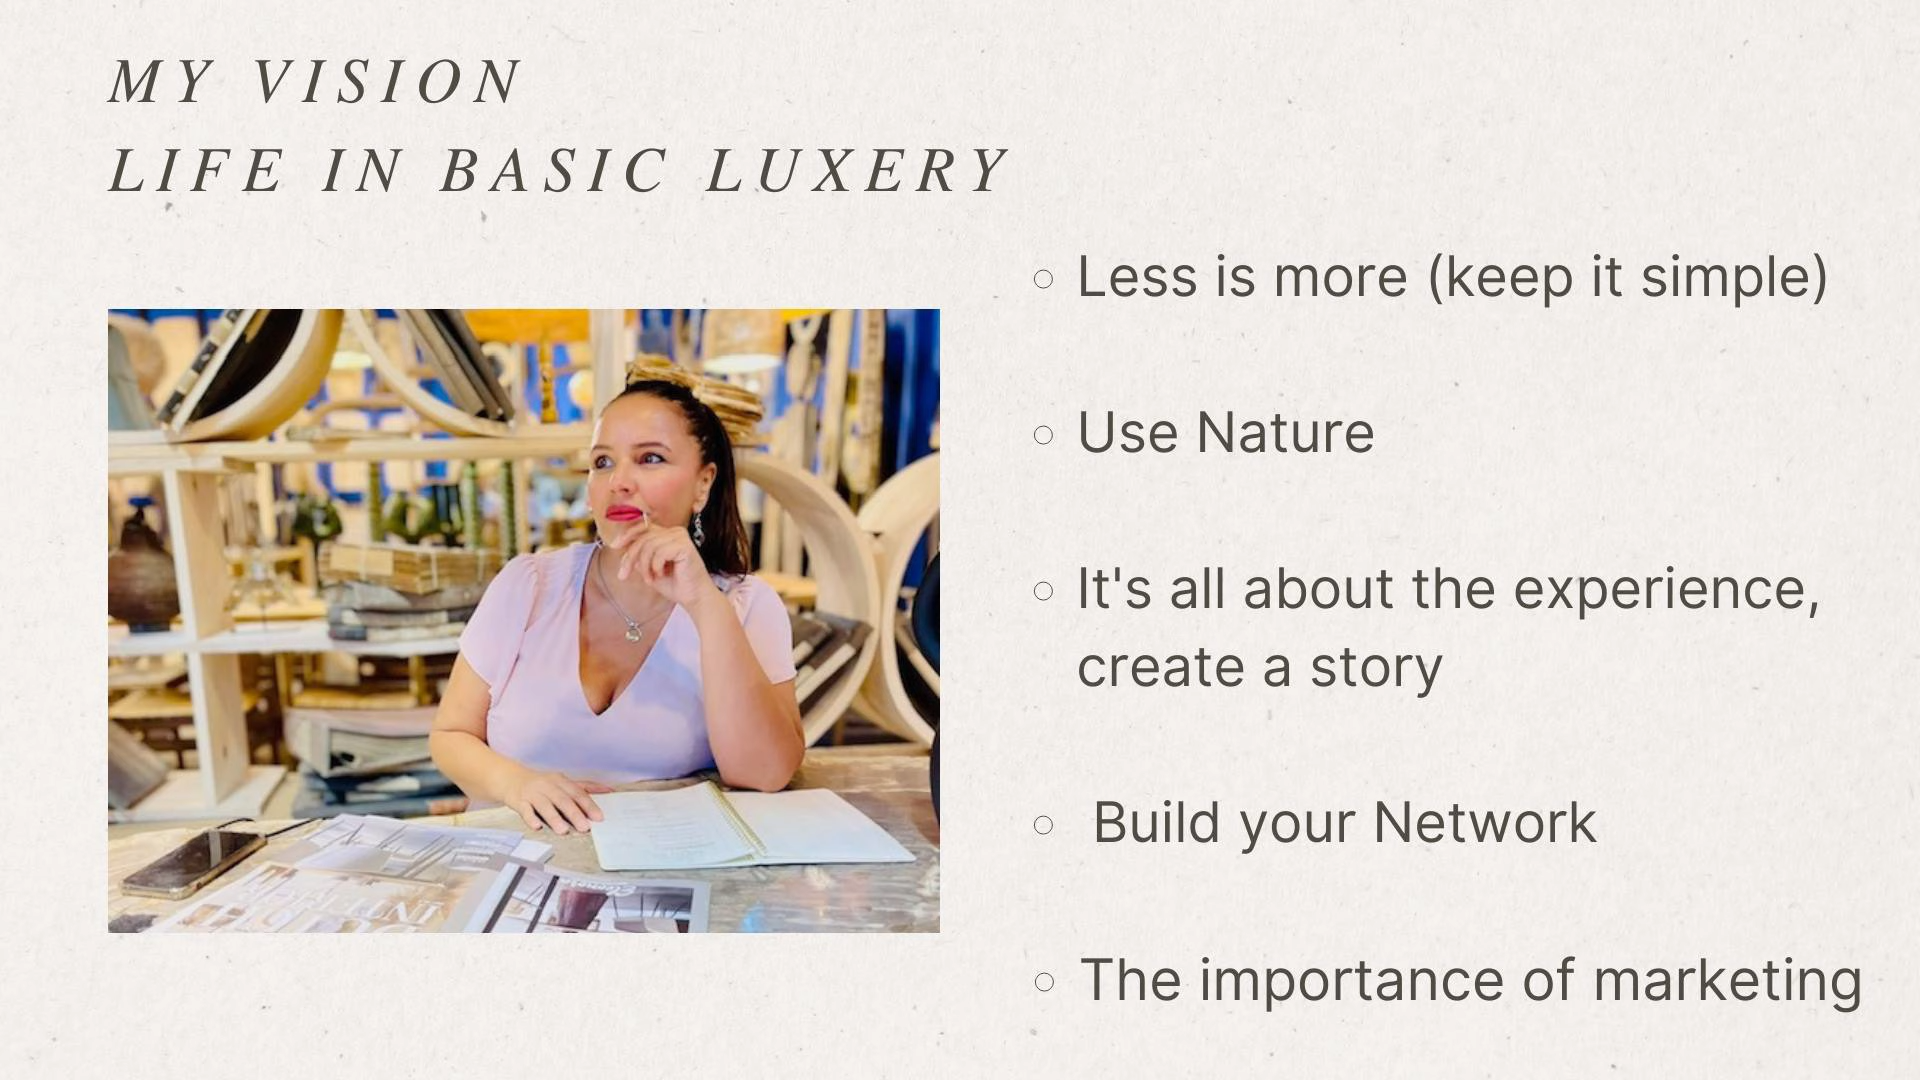 MY VISION
LIFE IN BASIC LUXERY
Less is more (keep it simple)
Use Nature
It's all about the experience,
create a story
Build your Network
The importance of marketing